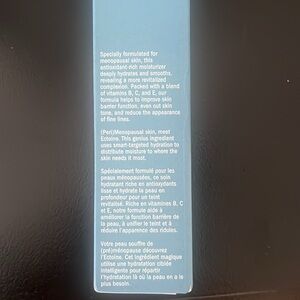 Specially formulated for
menopausal skin, this
antioxidant-rich moisturizer
deeply hydrates and smooths,
revealing a more revitalized
complexion. Packed with a blend
of vitamins B, C, and E, our
formula helps to improve skin
barrier function, even out skin
tone, and reduce the appearance
of fine lines.
(Peri)Menopausal skin, meet
Ectoine. This genius ingredient
uses smart-targeted hydration to
distribute moisture to where the
skin needs it most.
Spécialement formulé pour les
peaux ménopausées, ce soin
hydratant riche en antioxydants
lisse et hydrate la peau en
profondeur pour un teint
revitalisé. Riche en vitamines B, C
et E, notre formule aide à
améliorer la fonction barrière de
la peau, à unifier le teint et à
réduire l'apparence des ridules.
Votre peau souffre de
(pré)ménopause découvrez
l'Ectoine. Cet ingrédient magique
utilise une hydratation ciblée
intelligente pour répartir
l'hydratation là où la peau en a le
plus besoin.